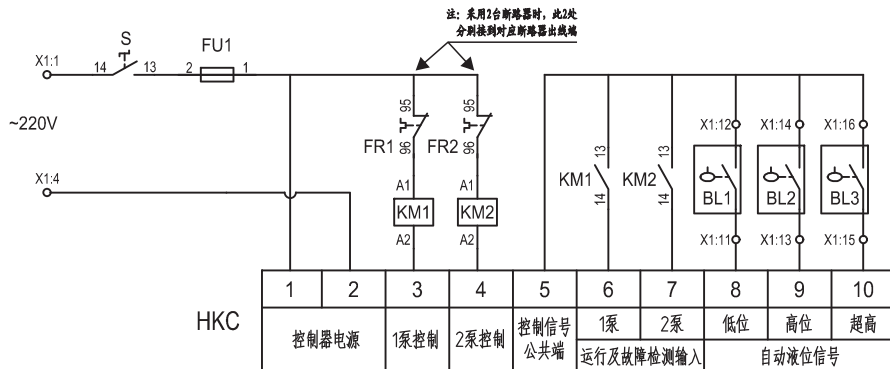 注：采用2台断路器时，此2处
分别接到对应断路器出线端
X1:1
14
S
13
2
FU1
1
~220V
X1:4
95
96
FR1
95
96
FR2
A1
KM1
A2
A1
KM2
A2
13
KM1
14
13
KM2
14
X1:12
BL1
X1:11
X1:14
BL2
X1:13
X1:16
BL3
X1:15
HKC
1 2 3 4 5 6 7 8 9 10
控制器电源
1泵控制
2泵控制
控制信号
公共端
1泵
2泵
运行及故障检测输入
低位
高位
超高
自动液位信号